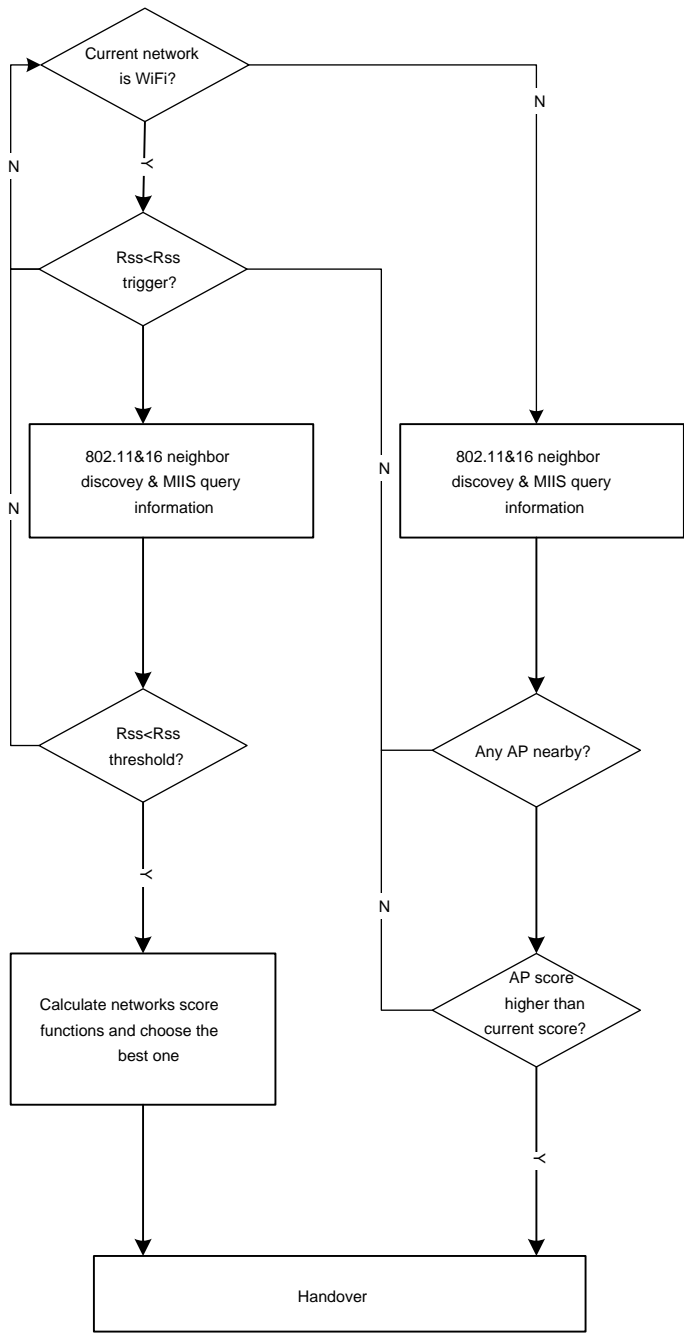 Current network
is WiFi?
N
N
Y
Rss<Rss
trigger?
802.11&16 neighbor
discovey & MIIS query
information
802.11&16 neighbor
discovey & MIIS query
information
N
N
Rss<Rss
threshold?
Any AP nearby?
Y
N
Calculate networks score
functions and choose the
best one
AP score
higher than
current score?
Y
Handover